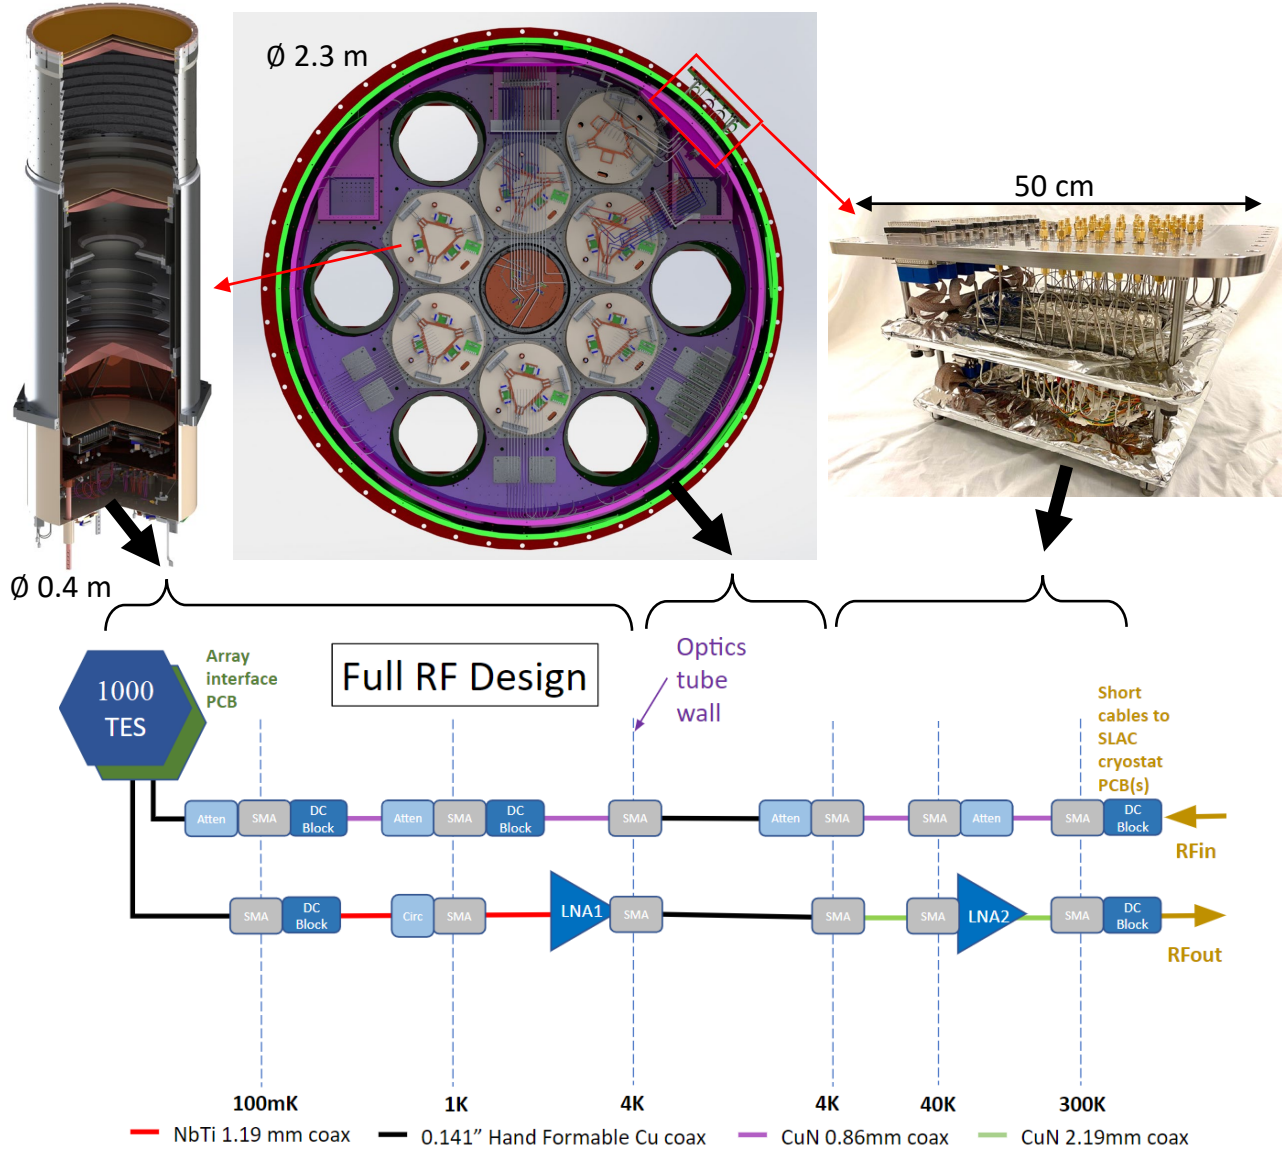 Ø 2.3 m
50 cm
Ø 0.4 m
Full RF Design
Optics
tube
wall
Array
interface
PCB
1000
TES
Short
cables to
SLAC
cryostat
PCB(s)
Atten
SMA
DC
Block
Atten
SMA
DC
Block
SMA
Atten
SMA
SMA
Atten
SMA
DC
Block
RFin
SMA
DC
Block
Circ
SMA
LNA1
SMA
SMA
SMA
LNA2
SMA
DC
Block
RFout
100mK
1K
4K
4K
40K
300K
NbTi 1.19 mm coax
0.141” Hand Formable Cu coax
CuN 0.86mm coax
CuN 2.19mm coax